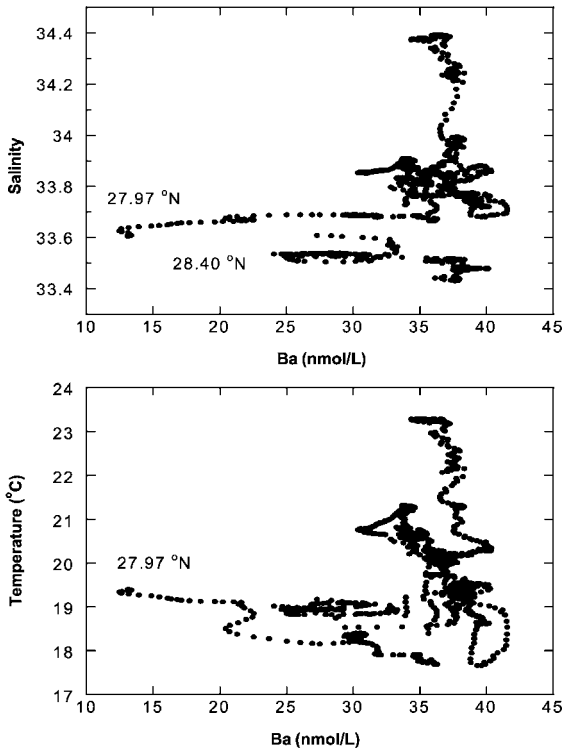 34.4
34.2
34
33.8
33.6
33.4
Salinity
27.97 °N
28.40 °N
10 15 20 25 30 35 40 45
Ba (nmol/L)
24
23
22
21
20
19
18
17
Temperature (°C)
27.97 °N
10 15 20 25 30 35 40 45
Ba (nmol/L)